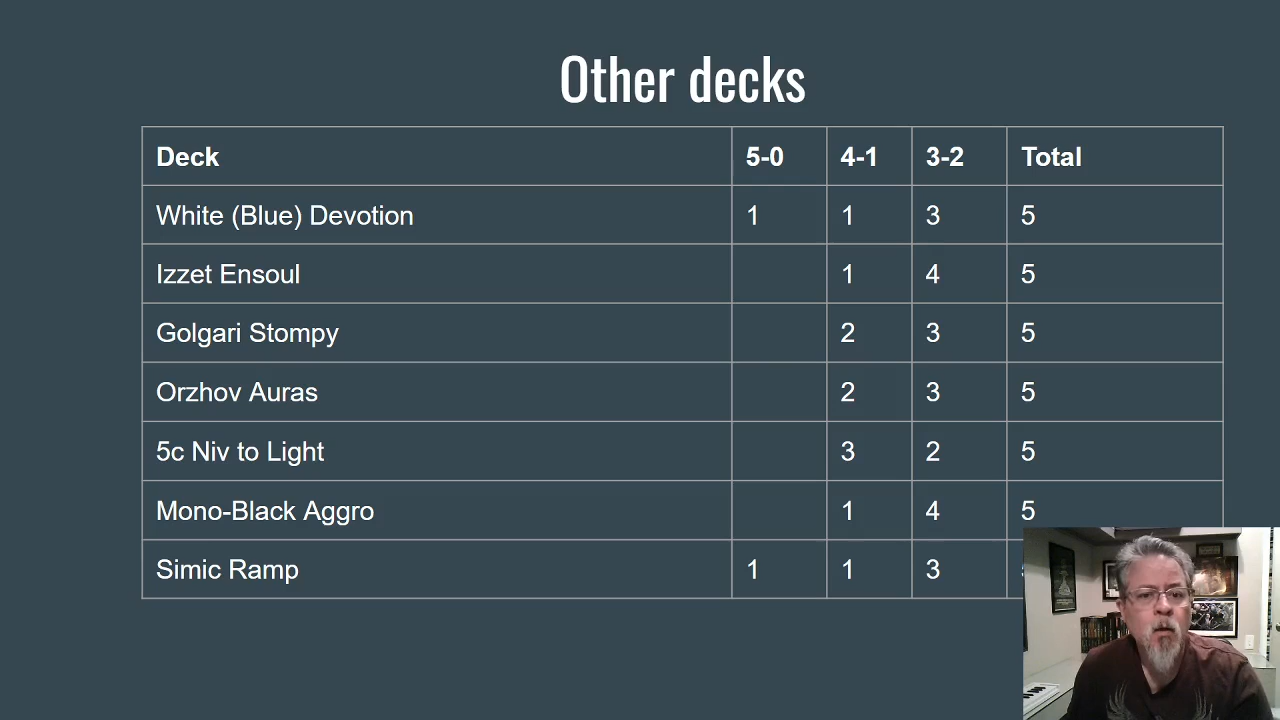 Other decks
Deck 5-0 4-1 3-2 Total
White (Blue) Devotion 1 1 3 5
Izzet Ensoul 1 4 5
Golgari Stompy 2 3 5
Orzhov Auras 2 3 5
5c Niv to Light 3 2 5
Mono-Black Aggro 1 4 5
Simic Ramp 1 1 3